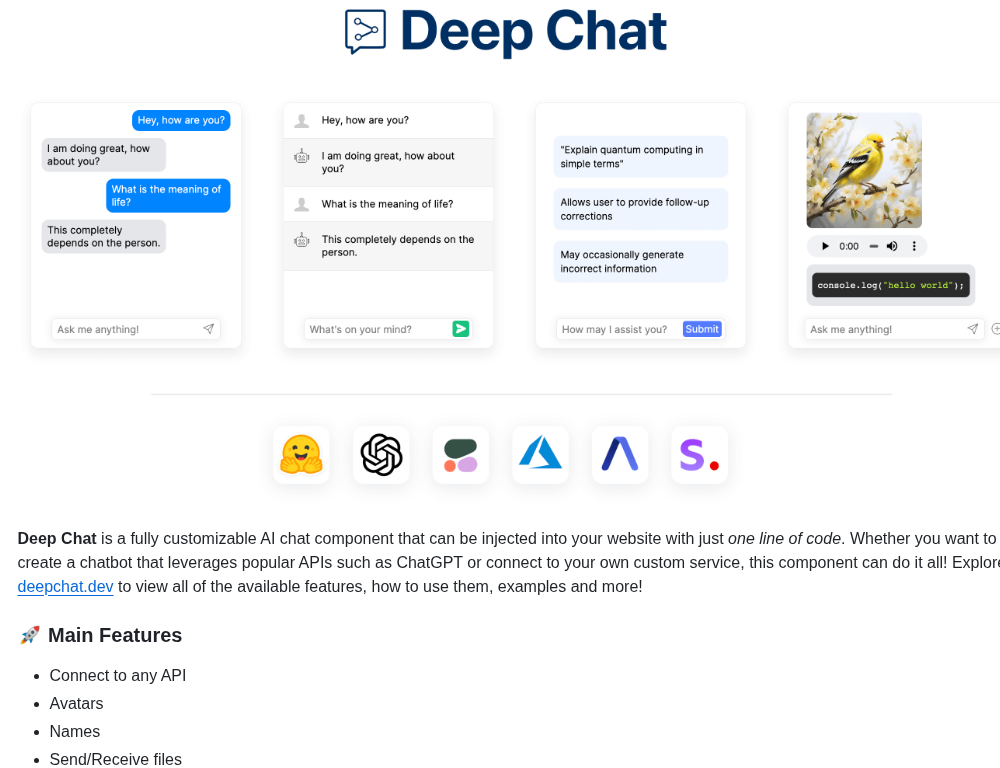 Deep Chat
Hey, how are you?
I am doing great, how
about you?
What is the meaning of
life?
This completely
depends on the person.
Ask me anything!
Hey, how are you?
I am doing great, how about
you?
What is the meaning of life?
This completely depends on the
person.
What's on your mind?
"Explain quantum computing in
simple terms"
Allows user to provide follow-up
corrections
May occasionally generate
incorrect information
How may I assist you?
Submit
0:00
console.log("hello world");
Ask me anything!
S.
Deep Chat is a fully customizable AI chat component that can be injected into your website with just one line of code. Whether you want to
create a chatbot that leverages popular APIs such as ChatGPT or connect to your own custom service, this component can do it all! Explore
deepchat.dev to view all of the available features, how to use them, examples and more!
🚀 Main Features
• Connect to any API
• Avatars
• Names
• Send/Receive files